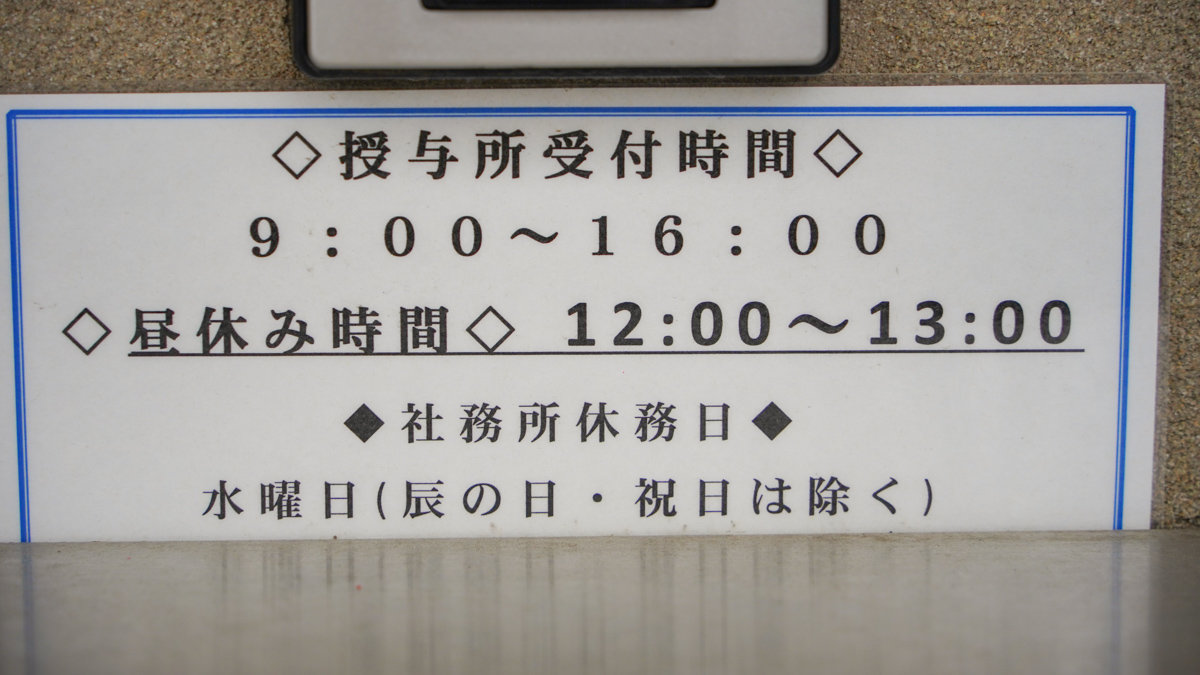 ◇授与所受付時間◇
９：００～１６：００
◇昼休み時間◇ 12:00～13:00
◆社務所休務日◆
水曜日(辰の日・祝日は除く)